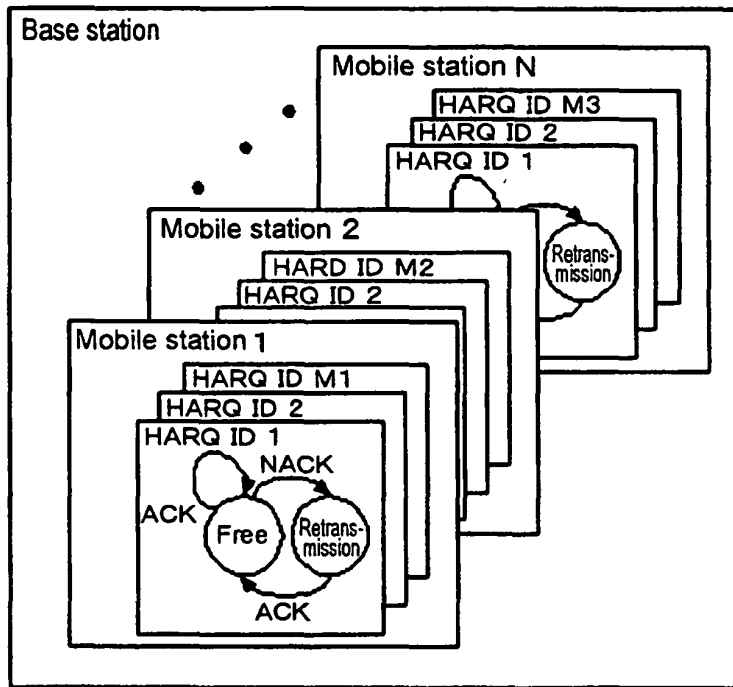 Base station
Mobile station N
HARQ ID M3
HARQ ID 2
HARQ ID 1
Retrans-
mission
Mobile station 2
HARD ID M2
HARQ ID 2
Mobile station 1
HARQ ID M1
HARQ ID 2
HARQ ID 1
NACK
ACK
Free
Retrans-
mission
ACK